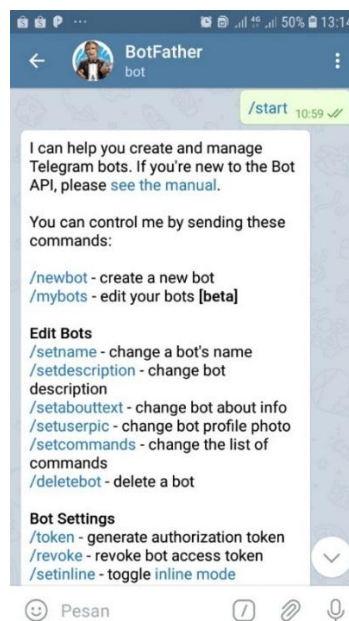 50% 13:14
BotFather
bot
/start 10:59
I can help you create and manage
Telegram bots. If you're new to the Bot
API, please see the manual.
You can control me by sending these
commands:
/newbot - create a new bot
/mybots - edit your bots [beta]
Edit Bots
/setname - change a bot's name
/setdescription - change bot
description
/setabouttext - change bot about info
/setuserpic - change bot profile photo
/setcommands - change the list of
commands
/deletebot - delete a bot
Bot Settings
/token - generate authorization token
/revoke - revoke bot access token
/setinline - toggle inline mode
Pesan